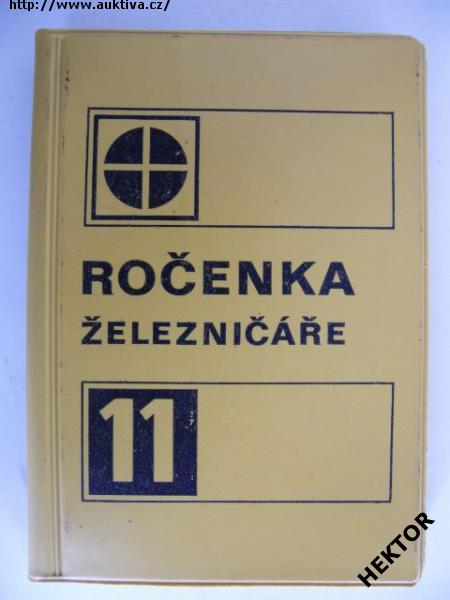 http://www.auktiva.cz/
ROČENKA
ŽELEZNIČÁŘE
11
HEKTOR